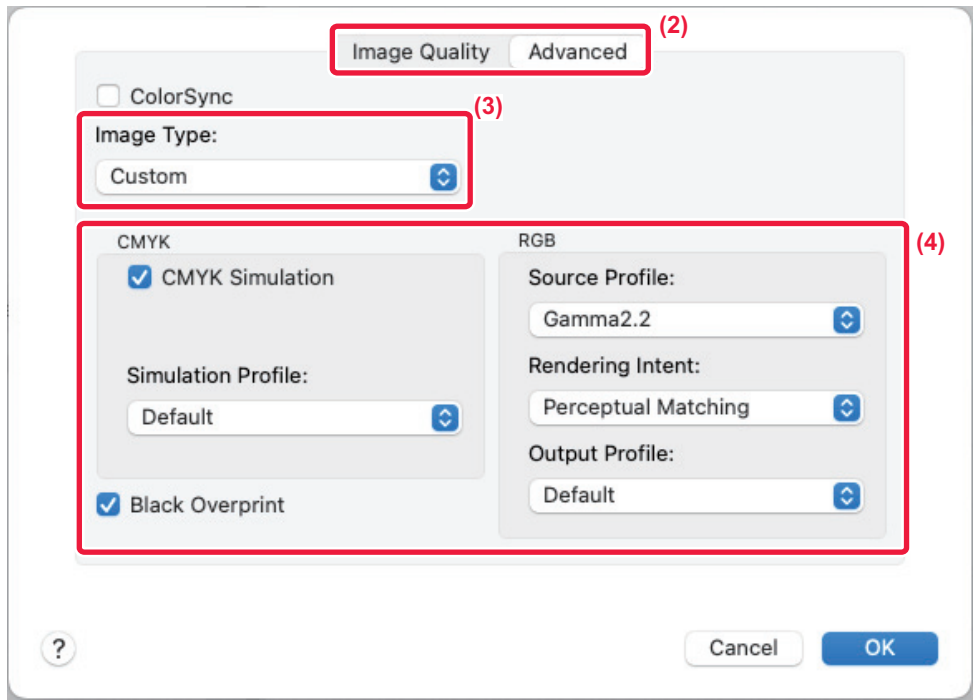 (2)
Image Quality Advanced
ColorSync
(3)
Image Type:
Custom
(4)
CMYK
CMYK Simulation
Simulation Profile:
Default
Black Overprint
RGB
Source Profile:
Gamma2.2
Rendering Intent:
Perceptual Matching
Output Profile:
Default
?
Cancel
OK